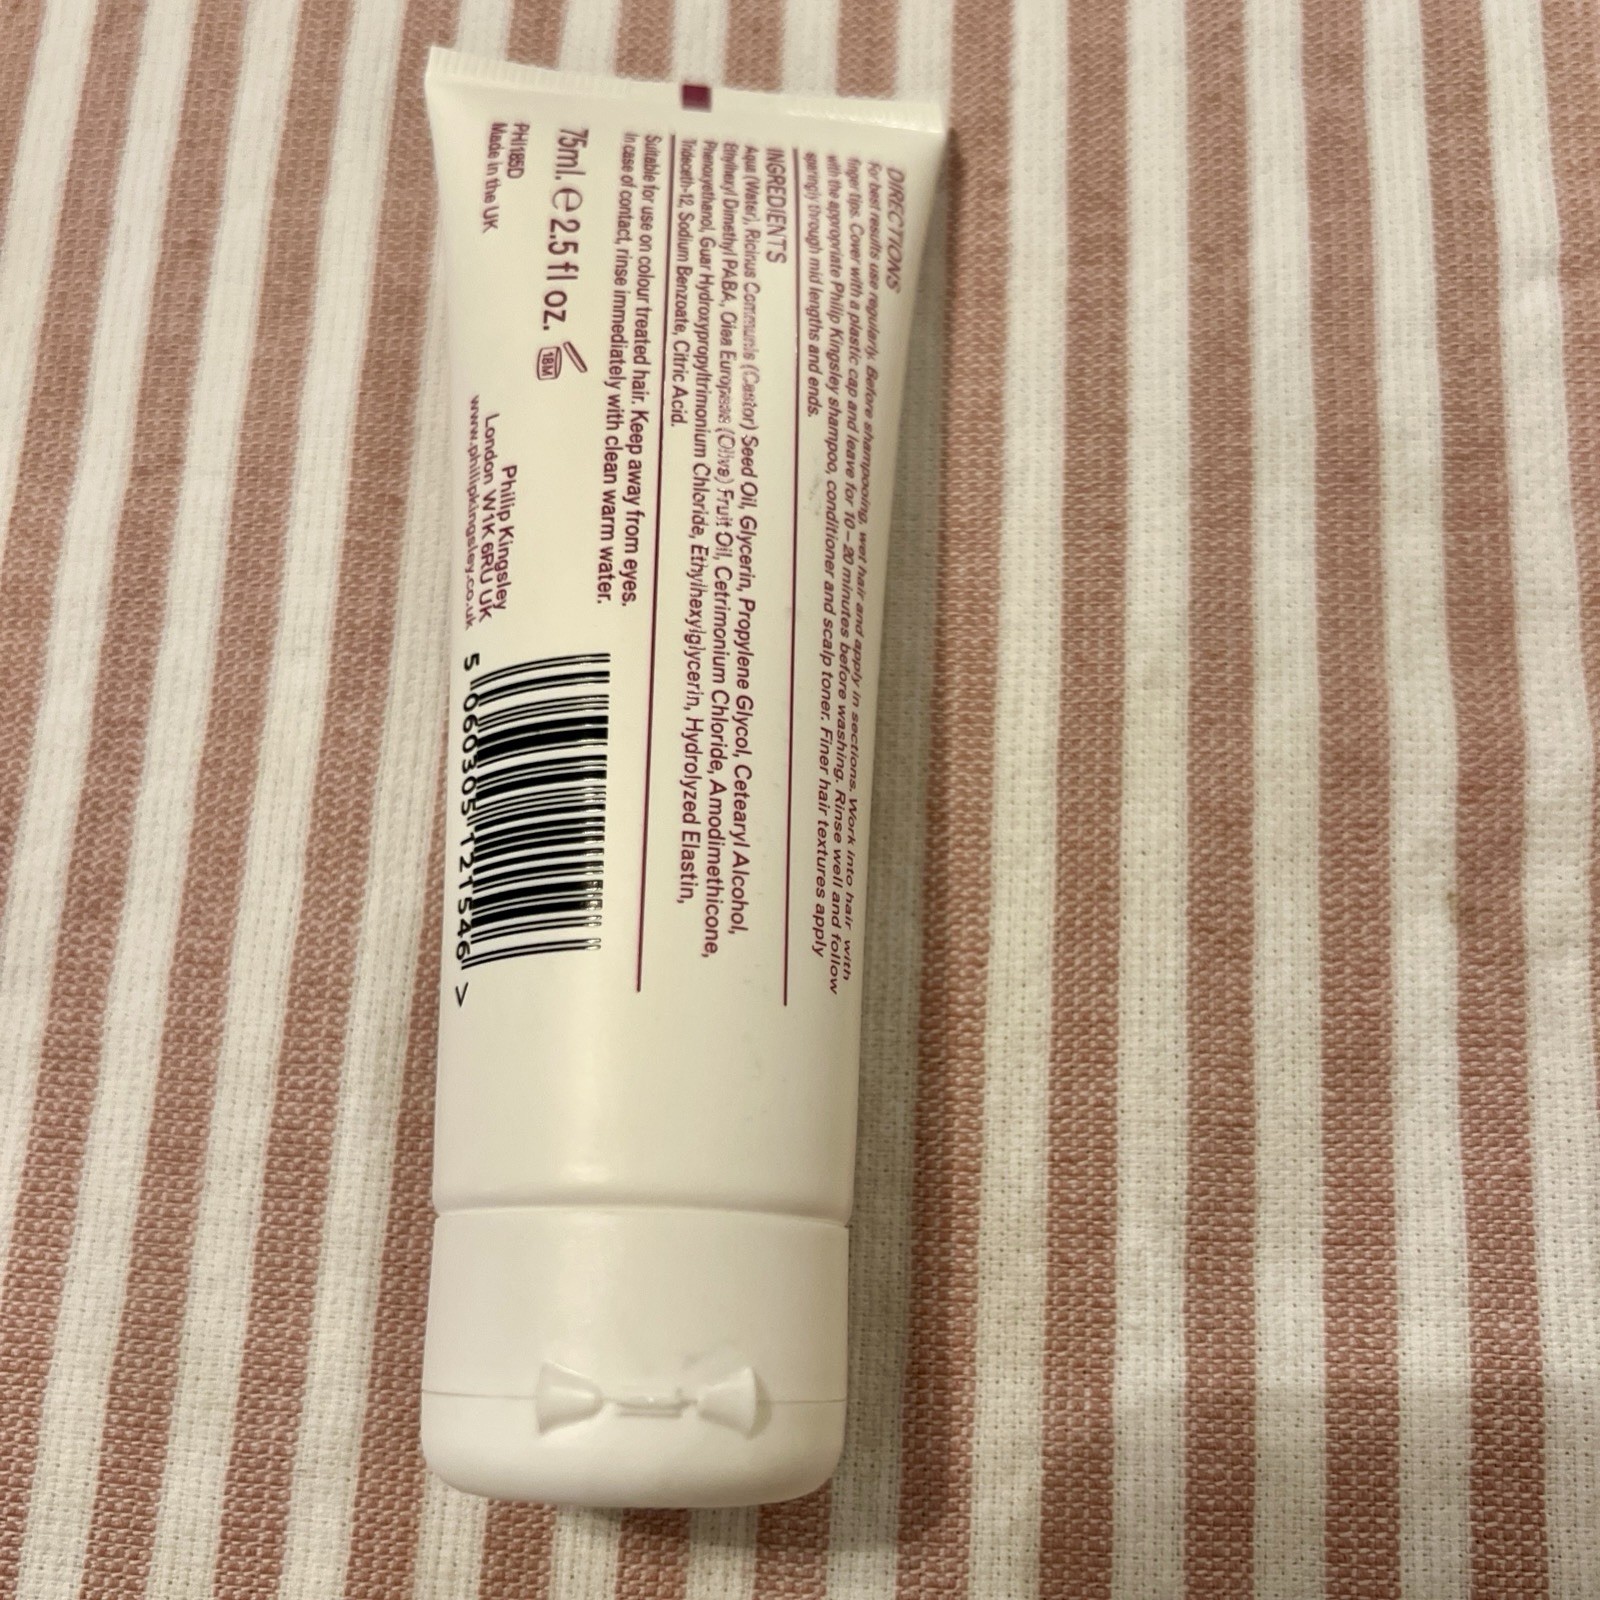 DIRECTIONS
For best results use regularly. Before shampooing, wet hair and apply in sections. Work into hair with
finger tips. Cover with a plastic cap and leave for 10 – 20 minutes before washing. Rinse well and follow
with the appropriate Philip Kingsley shampoo, conditioner and scalp toner. Finer hair textures apply
sparingly through mid lengths and ends.
INGREDIENTS
Aqua (Water), Ricinus Communis (Castor) Seed Oil, Glycerin, Propylene Glycol, Cetearyl Alcohol,
Ethylhexyl Dimethyl PABA, Olea Europaea (Olive) Fruit Oil, Cetrimonium Chloride, Amodimethicone,
Phenoxyethanol, Guar Hydroxypropyltrimonium Chloride, Ethylhexylglycerin, Hydrolyzed Elastin,
Trideceth-12, Sodium Benzoate, Citric Acid.
Suitable for use on colour treated hair. Keep away from eyes.
In case of contact, rinse immediately with clean warm water.
75ml. e 2.5 fl oz. 18M
PHI185D
Made in the UK
Philip Kingsley
London W1K 6RU UK
www.philipkingsley.co.uk
5 060305 121546 >